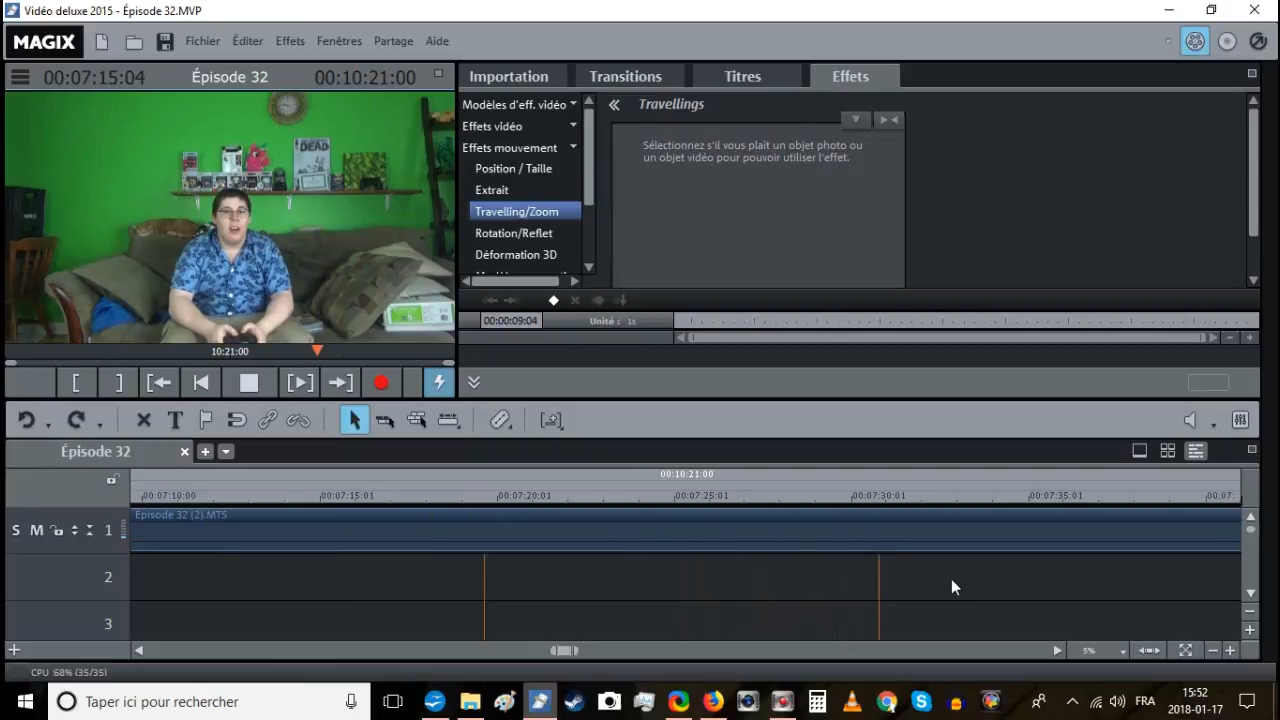 Vidéo deluxe 2015 - Épisode 32.MVP
MAGIX Fichier Éditer Effets Fenêtres Partage Aide
00:07:15:04 Épisode 32 00:10:21:00
Importation Transitions Titres Effets
Modèles d'eff. vidéo
Effets vidéo
Effets mouvement
Position / Taille
Extrait
Travelling/Zoom
Rotation/Reflet
Déformation 3D
Travellings
Sélectionnez s'il vous plait un objet photo ou
un objet vidéo pour pouvoir utiliser l'effet.
DEAD
00:00:09:04 Unité : 1s
10:21:00
Épisode 32
00:10:21:00
00:07:10:00 00:07:15:01 00:07:20:01 00:07:25:01 00:07:30:01 00:07:35:01 00:07:
S M 1
Épisode 32 (2).MTS
2
3
5%
CPU :68% (35/35)
Taper ici pour rechercher
FRA
15:52
2018-01-17